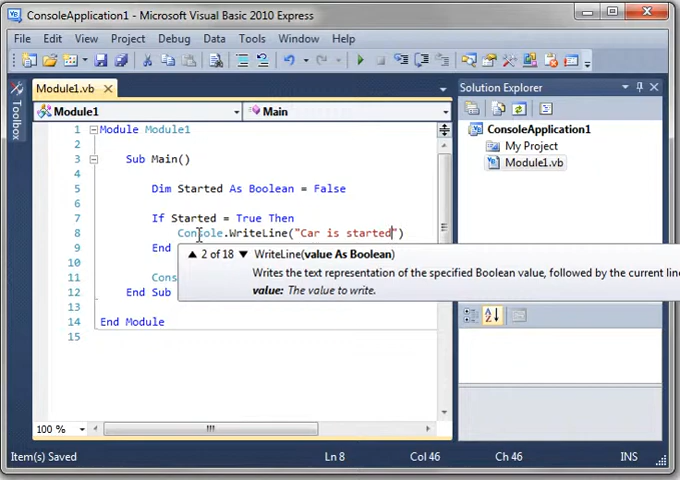 ConsoleApplication1 - Microsoft Visual Basic 2010 Express
File Edit View Project Debug Data Tools Window Help
Module1.vb
Solution Explorer
Toolbox
Module1 Main
ConsoleApplication1
My Project
Module1.vb
1 Module Module1
2
3 Sub Main()
4
5 Dim Started As Boolean = False
6
7 If Started = True Then
8 Console.WriteLine("Car is started")
9 End
10
2 of 18 WriteLine(value As Boolean)
Writes the text representation of the specified Boolean value, followed by the current
value: The value to write.
11 Cons
12 End Sub
13
14 End Module
15
100 %
Item(s) Saved Ln 8 Col 46 Ch 46 INS